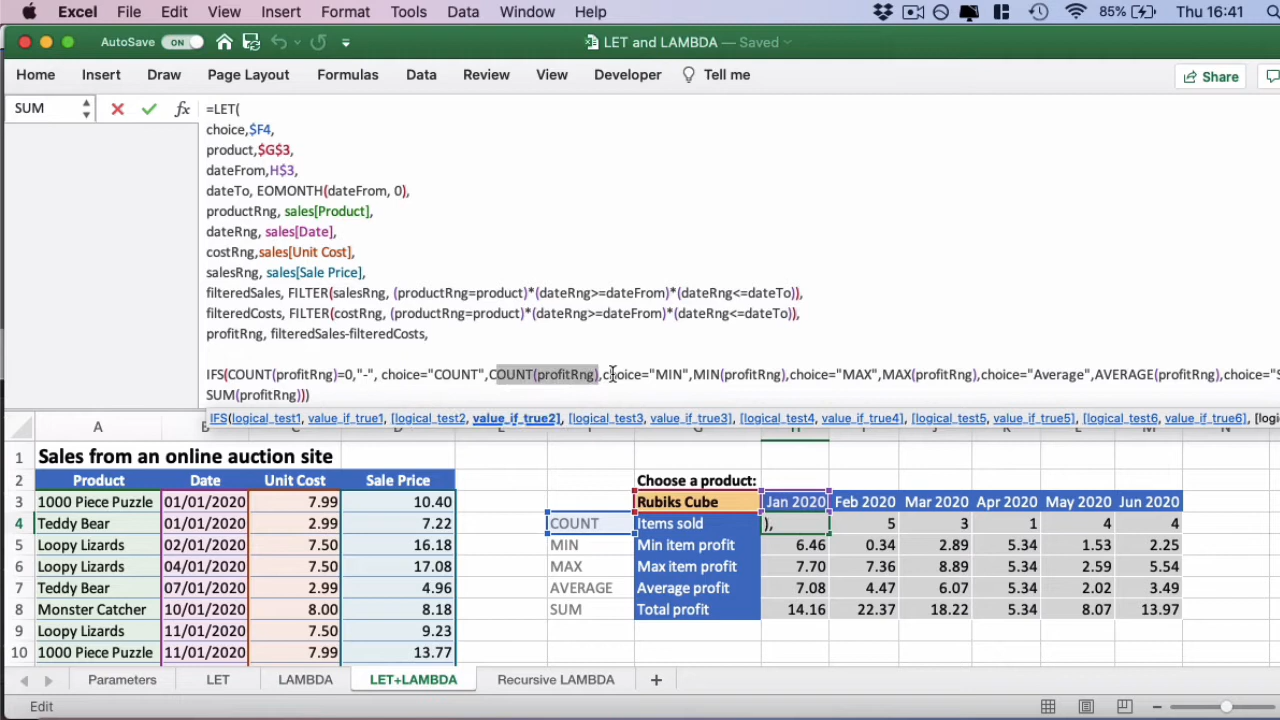 Excel File Edit View Insert Format Tools Data Window Help 85% Thu 16:41
AutoSave ON LET and LAMBDA — Saved
Home Insert Draw Page Layout Formulas Data Review View Developer Tell me Share
SUM fx =LET(
choice,$F4,
product,$G$3,
dateFrom,H$3,
dateTo, EOMONTH(dateFrom, 0),
productRng, sales[Product],
dateRng, sales[Date],
costRng,sales[Unit Cost],
salesRng, sales[Sale Price],
filteredSales, FILTER(salesRng, (productRng=product)*(dateRng>=dateFrom)*(dateRng<=dateTo)),
filteredCosts, FILTER(costRng, (productRng=product)*(dateRng>=dateFrom)*(dateRng<=dateTo)),
profitRng, filteredSales-filteredCosts,
IFS(COUNT(profitRng)=0,"-", choice="COUNT",COUNT(profitRng),choice="MIN",MIN(profitRng),choice="MAX",MAX(profitRng),choice="Average",AVERAGE(profitRng),choice="S
SUM(profitRng)))
IFS(logical_test1, value_if_true1, [logical_test2, value_if_true2], [logical_test3, value_if_true3], [logical_test4, value_if_true4], [logical_test5, value_if_true5], [logical_test6, value_if_true6], [logi
A
1 Sales from an online auction site
2 Product Date Unit Cost Sale Price Choose a product:
3 1000 Piece Puzzle 01/01/2020 7.99 10.40 Rubiks Cube Jan 2020 Feb 2020 Mar 2020 Apr 2020 May 2020 Jun 2020
4 Teddy Bear 01/01/2020 2.99 7.22 COUNT Items sold ), 5 3 1 4 4
5 Loopy Lizards 02/01/2020 7.50 16.18 MIN Min item profit 6.46 0.34 2.89 5.34 1.53 2.25
6 Loopy Lizards 04/01/2020 7.50 17.08 MAX Max item profit 7.70 7.36 8.89 5.34 2.59 5.54
7 Teddy Bear 07/01/2020 2.99 4.96 AVERAGE Average profit 7.08 4.47 6.07 5.34 2.02 3.49
8 Monster Catcher 10/01/2020 8.00 8.18 SUM Total profit 14.16 22.37 18.22 5.34 8.07 13.97
9 Loopy Lizards 11/01/2020 7.50 9.23
10 1000 Piece Puzzle 11/01/2020 7.99 13.77
Parameters LET LAMBDA LET+LAMBDA Recursive LAMBDA
Edit